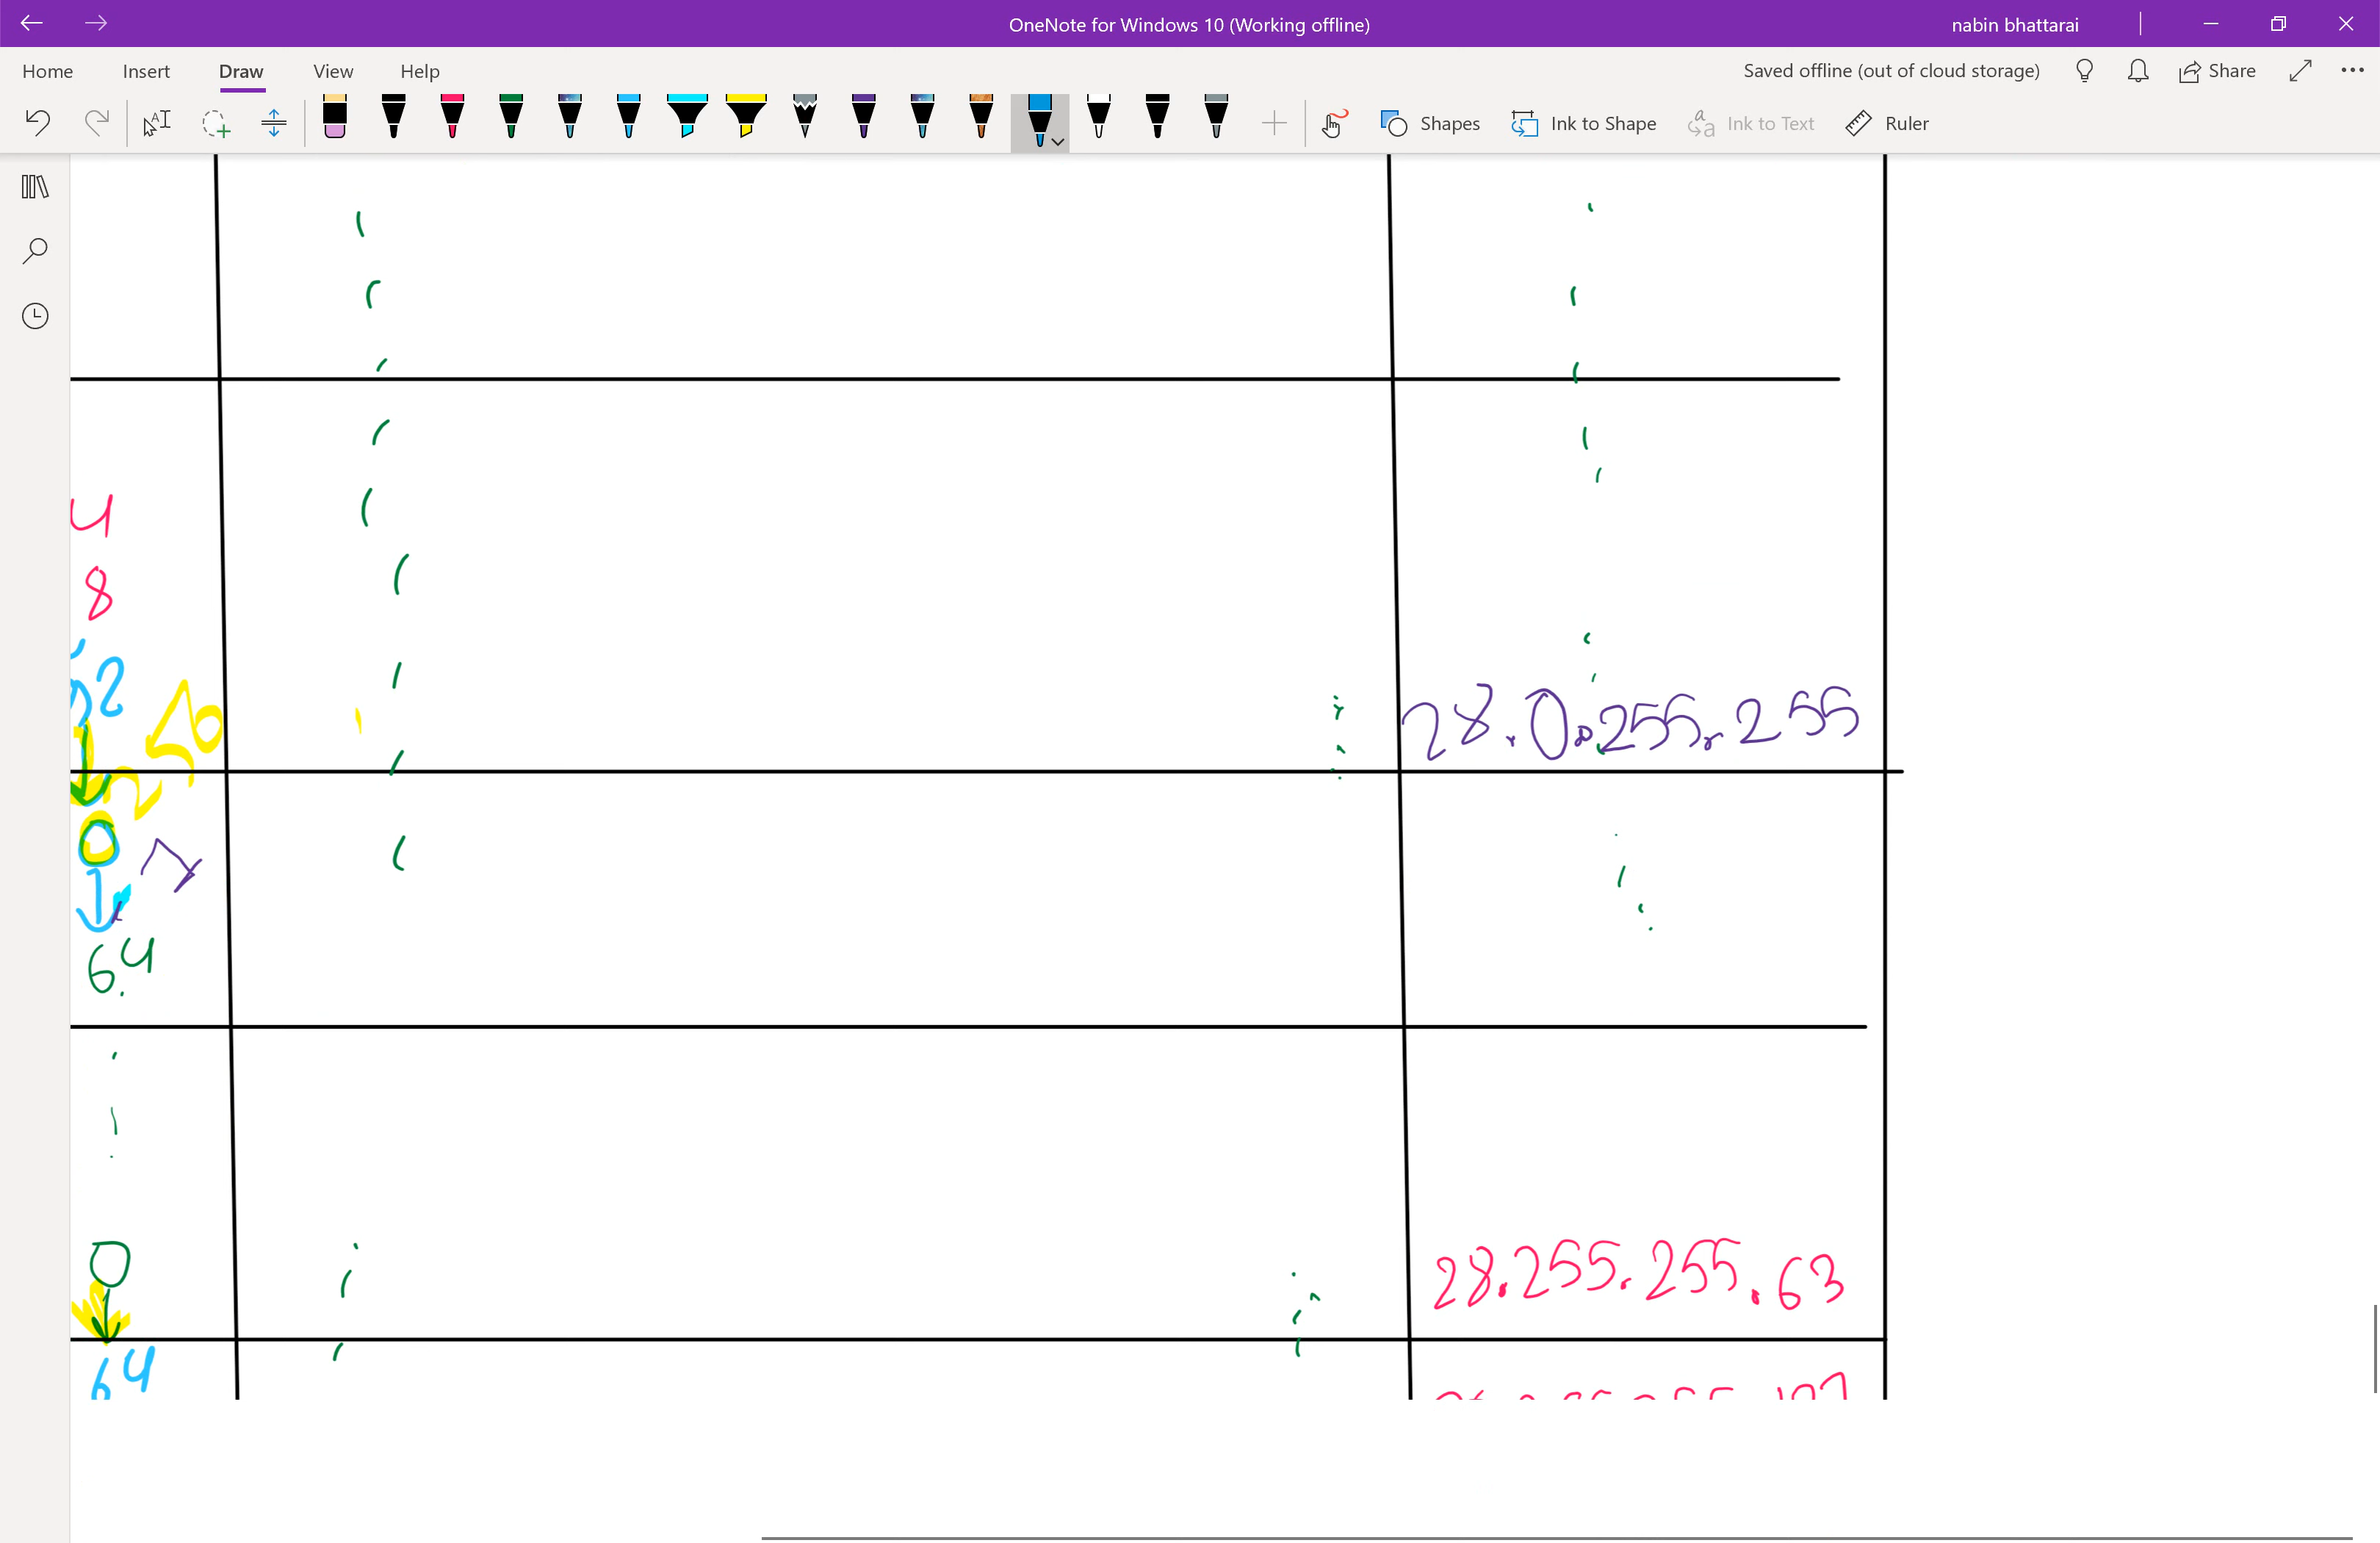 OneNote for Windows 10 (Working offline)
nabin bhattarai
Home Insert Draw View Help
Saved offline (out of cloud storage)
Share
Shapes
Ink to Shape
Ink to Text
Ruler
4
8
28.0.255.255
0
64
0
28.255.255.63
64